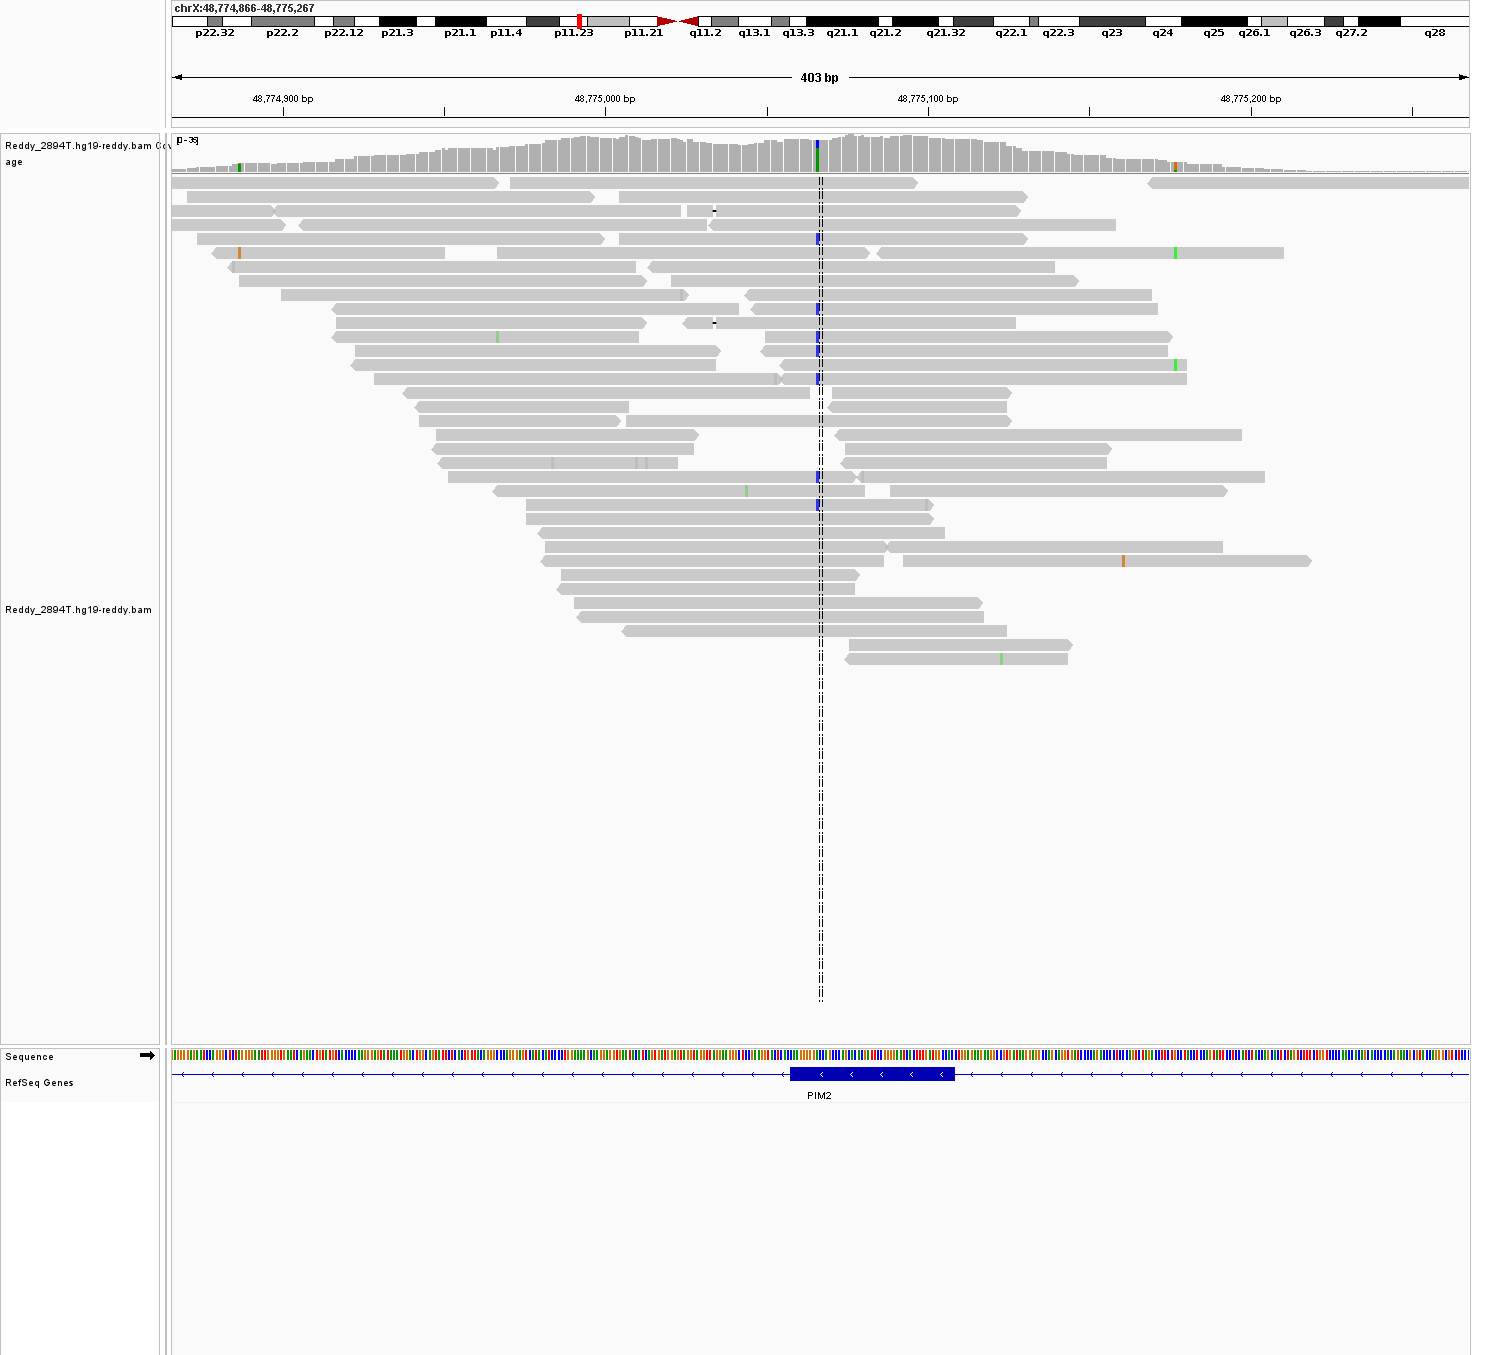 chrX:48,774,866-48,775,267
p22.32 p22.2 p22.12 p21.3 p21.1 p11.4 p11.23 p11.21 q11.2 q13.1 q13.3 q21.1 q21.2 q21.32 q22.1 q22.3 q23 q24 q25 q26.1 q26.3 q27.2 q28
403 bp
48,774,900 bp 48,775,000 bp 48,775,100 bp 48,775,200 bp
Reddy_2894T.hg19-reddy.bam Cov
age
Reddy_2894T.hg19-reddy.bam
Sequence
RefSeq Genes
PIM2